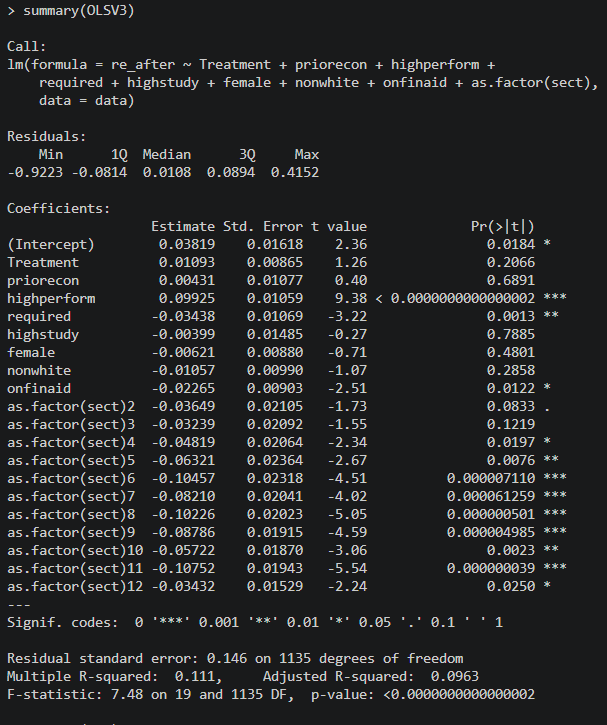 > summary(OLSV3)
Call:
lm(formula = re_after ~ Treatment + priorecon + highperform +
    required + highstudy + female + nonwhite + onfinaid + as.factor(sect),
    data = data)
Residuals:
    Min      1Q  Median      3Q     Max
-0.9223 -0.0814  0.0108  0.0894  0.4152
Coefficients:
                  Estimate Std. Error t value             Pr(>|t|)
(Intercept)        0.03819    0.01618    2.36               0.0184 *
Treatment          0.01093    0.00865    1.26               0.2066
priorecon          0.00431    0.01077    0.40               0.6891
highperform        0.09925    0.01059    9.38 < 0.0000000000000002 ***
required          -0.03438    0.01069   -3.22               0.0013 **
highstudy         -0.00399    0.01485   -0.27               0.7885
female            -0.00621    0.00880   -0.71               0.4801
nonwhite          -0.01057    0.00990   -1.07               0.2858
onfinaid          -0.02265    0.00903   -2.51               0.0122 *
as.factor(sect)2  -0.03649    0.02105   -1.73               0.0833 .
as.factor(sect)3  -0.03239    0.02092   -1.55               0.1219
as.factor(sect)4  -0.04819    0.02064   -2.34               0.0197 *
as.factor(sect)5  -0.06321    0.02364   -2.67               0.0076 **
as.factor(sect)6  -0.10457    0.02318   -4.51          0.000007110 ***
as.factor(sect)7  -0.08210    0.02041   -4.02          0.000061259 ***
as.factor(sect)8  -0.10226    0.02023   -5.05          0.000000501 ***
as.factor(sect)9  -0.08786    0.01915   -4.59          0.000004985 ***
as.factor(sect)10 -0.05722    0.01870   -3.06               0.0023 **
as.factor(sect)11 -0.10752    0.01943   -5.54          0.000000039 ***
as.factor(sect)12 -0.03432    0.01529   -2.24               0.0250 *
---
Signif. codes:  0 '***' 0.001 '**' 0.01 '*' 0.05 '.' 0.1 ' ' 1
Residual standard error: 0.146 on 1135 degrees of freedom
Multiple R-squared:  0.111,	Adjusted R-squared:  0.0963
F-statistic: 7.48 on 19 and 1135 DF,  p-value: <0.0000000000000002